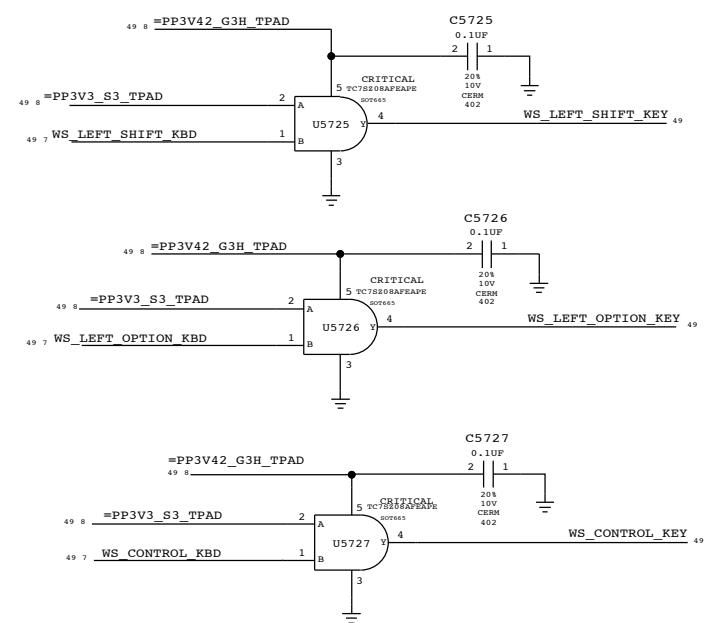 C5725
49 8 =PP3V42_G3H_TPAD
0.1UF
2 1
20%
10V
CERM
402
5 CRITICAL
TC7SZ08AFEAPE
SOT665
49 8 =PP3V3_S3_TPAD 2
A
U5725 Y 4 WS_LEFT_SHIFT_KEY 49
49 7 WS_LEFT_SHIFT_KBD 1
B
3
C5726
0.1UF
49 8 =PP3V42_G3H_TPAD 2 1
20%
10V
CERM
402
CRITICAL
5 TC7SZ08AFEAPE
SOT665
49 8 =PP3V3_S3_TPAD 2
A
U5726 Y 4 WS_LEFT_OPTION_KEY 49
49 7 WS_LEFT_OPTION_KBD 1
B
3
C5727
0.1UF
=PP3V42_G3H_TPAD
49 8
2 1
20%
10V
CERM
402
CRITICAL
5 TC7SZ08AFEAPE
SOT665
49 8 =PP3V3_S3_TPAD 2
A
U5727 Y 4 WS_CONTROL_KEY 49
49 7 WS_CONTROL_KBD 1
B
3